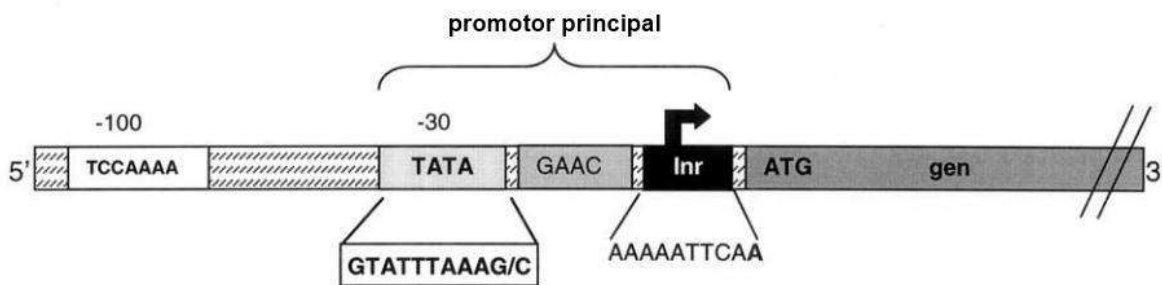 promotor principal
-100 -30
5' TCCAAAA TATA GAAC Inr ATG gen 3
GTATTTAAAG/C AAAAATTCAA